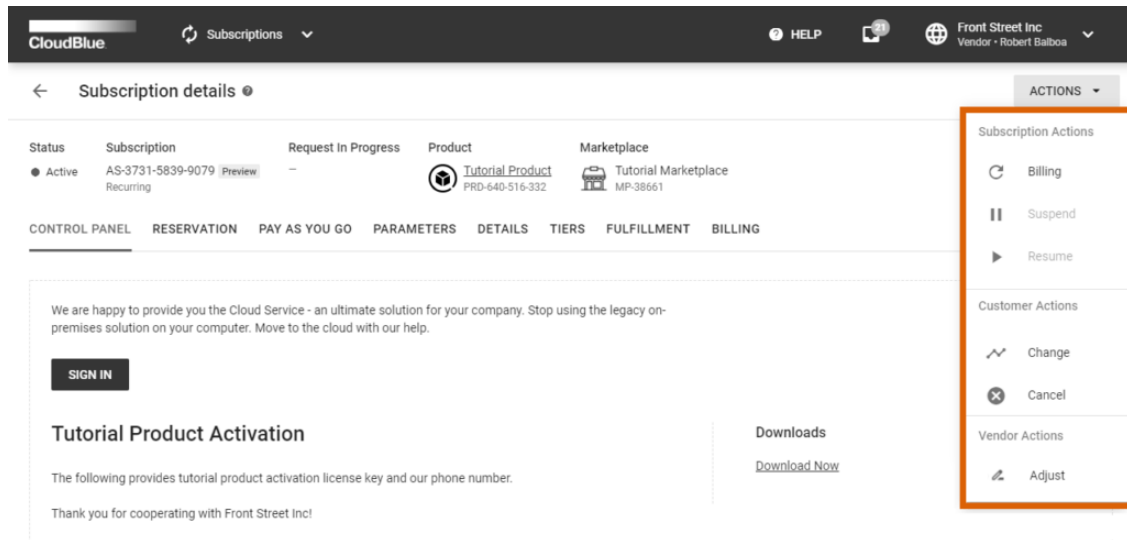 CloudBlue
Subscriptions
HELP
21
Front Street Inc
Vendor • Robert Balboa
Subscription details
ACTIONS
Status
Subscription
Request In Progress
Product
Marketplace
Active
AS-3731-5839-9079 Preview
Recurring
–
Tutorial Product
PRD-640-516-332
Tutorial Marketplace
MP-38661
CONTROL PANEL RESERVATION PAY AS YOU GO PARAMETERS DETAILS TIERS FULFILLMENT BILLING
Subscription Actions
Billing
Suspend
Resume
Customer Actions
Change
Cancel
Vendor Actions
Adjust
We are happy to provide you the Cloud Service - an ultimate solution for your company. Stop using the legacy on-
premises solution on your computer. Move to the cloud with our help.
SIGN IN
Tutorial Product Activation
The following provides tutorial product activation license key and our phone number.
Thank you for cooperating with Front Street Inc!
Downloads
Download Now